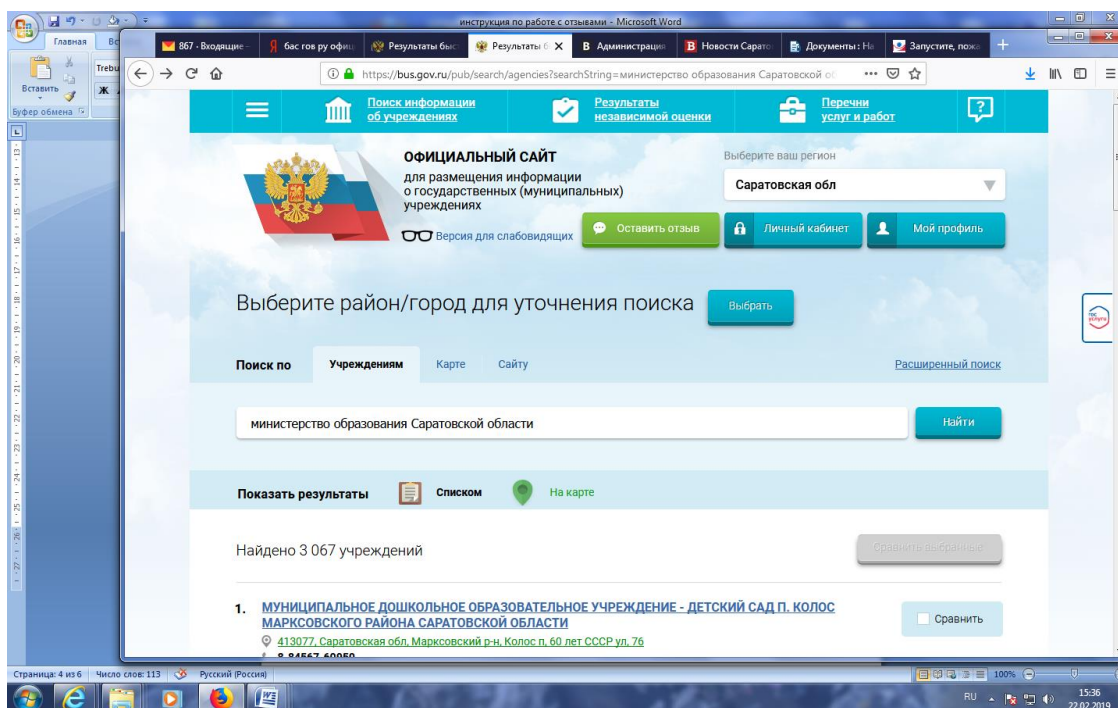 инструкция по работе с отзывами - Microsoft Word
Главная
Вставить
Буфер обмена
Trebu
Ж
867 - Входящие -
бас гов ру офиц
Результаты быс
Результаты б
Администрация
Новости Сарато
Документы : На
Запустите, пожа
https://bus.gov.ru/pub/search/agencies?searchString=министерство образования Саратовской об
Поиск информации
об учреждениях
Результаты
независимой оценки
Перечни
услуг и работ
ОФИЦИАЛЬНЫЙ САЙТ
для размещения информации
о государственных (муниципальных)
учреждениях
Версия для слабовидящих
Выберите ваш регион
Саратовская обл
Оставить отзыв
Личный кабинет
Мой профиль
Выберите район/город для уточнения поиска
Выбрать
Поиск по
Учреждениям
Карте
Сайту
Расширенный поиск
министерство образования Саратовской области
Найти
Показать результаты
Списком
На карте
Найдено 3 067 учреждений
Сравнить выбранные
1. МУНИЦИПАЛЬНОЕ ДОШКОЛЬНОЕ ОБРАЗОВАТЕЛЬНОЕ УЧРЕЖДЕНИЕ - ДЕТСКИЙ САД П. КОЛОС
МАРКСОВСКОГО РАЙОНА САРАТОВСКОЙ ОБЛАСТИ
413077, Саратовская обл, Марксовский р-н, Колос п, 60 лет СССР ул, 76
8-84567-60950
Сравнить
Страница: 4 из 6
Число слов: 113
Русский (Россия)
100%
RU
15:36
22.02.2019